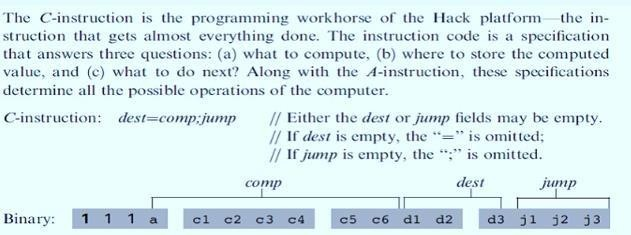 The C-instruction is the programming workhorse of the Hack platform—the in-
struction that gets almost everything done. The instruction code is a specification
that answers three questions: (a) what to compute, (b) where to store the computed
value, and (c) what to do next? Along with the A-instruction, these specifications
determine all the possible operations of the computer.
C-instruction: dest=comp;jump // Either the dest or jump fields may be empty.
// If dest is empty, the “=” is omitted;
// If jump is empty, the “;” is omitted.
comp dest jump
Binary: 1 1 1 a c1 c2 c3 c4 c5 c6 d1 d2 d3 j1 j2 j3